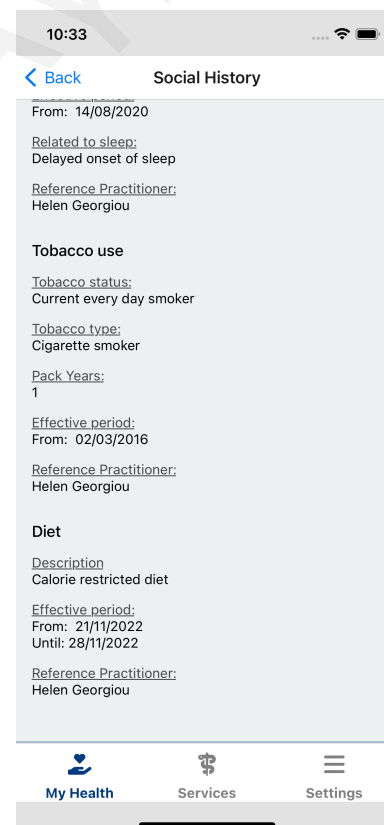 10:33
Back
Social History
From: 14/08/2020
Related to sleep:
Delayed onset of sleep
Reference Practitioner:
Helen Georgiou
Tobacco use
Tobacco status:
Current every day smoker
Tobacco type:
Cigarette smoker
Pack Years:
1
Effective period:
From: 02/03/2016
Reference Practitioner:
Helen Georgiou
Diet
Description
Calorie restricted diet
Effective period:
From: 21/11/2022
Until: 28/11/2022
Reference Practitioner:
Helen Georgiou
My Health
Services
Settings